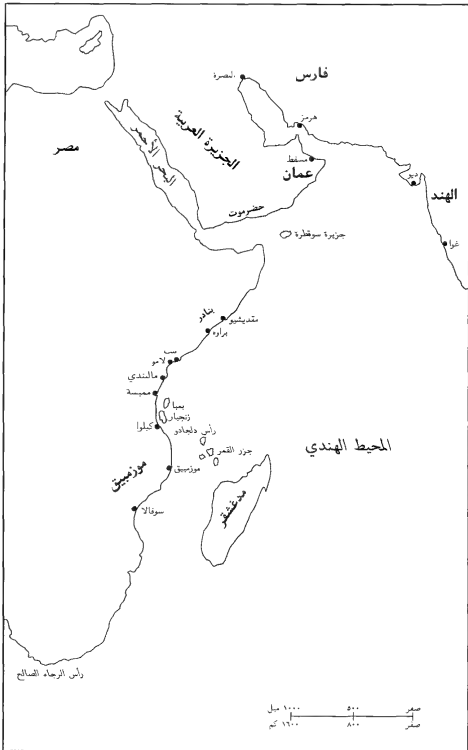 فارس
البصرة
هرمز
مصر
البحر الأحمر
الجزيرة العربية
مسقط
عمان
ديو
الهند
غوا
حضرموت
جزيرة سوقطرة
بنادر
مقديشيو
براوه
لامو
مالىندي
ممبسة
بمبا
زنجبار
كيلوا
رأس دلجادو
جزر القمر
المحيط الهندي
موزمبيق
موزمبيق
مدغشقر
سوفالا
رأس الرجاء الصالح
صفر ٥٠٠ ١٠٠٠ ميل
صفر ٨٠٠ ١٦٠٠ كم